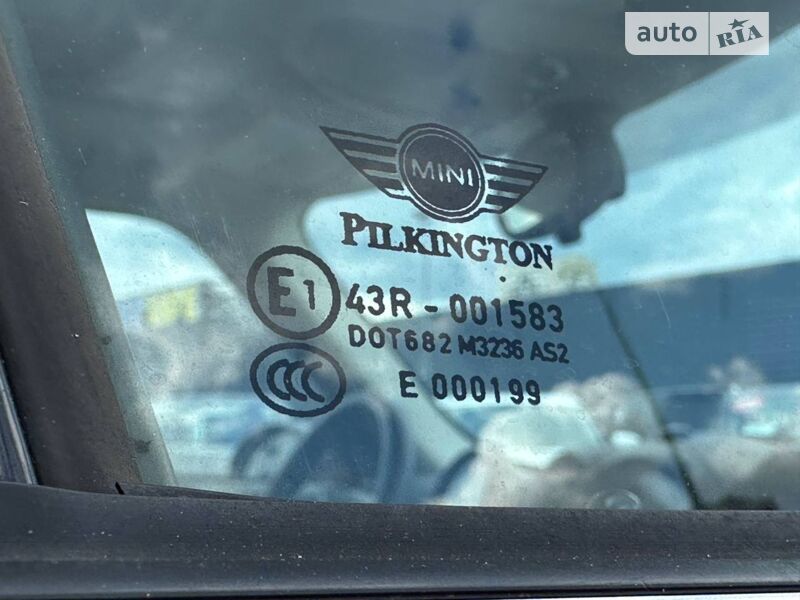 auto RIA
MINI
PILKINGTON
E1 43R - 001583
DOT682 M3236 AS2
CCC E 000199